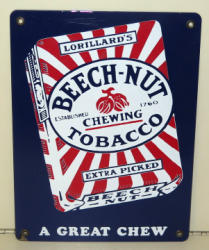 LORILLARD'S
BEECH-NUT
ESTABLISHED 1760
CHEWING
TOBACCO
EXTRA PICKED
BEECH
NUT
A GREAT CHEW